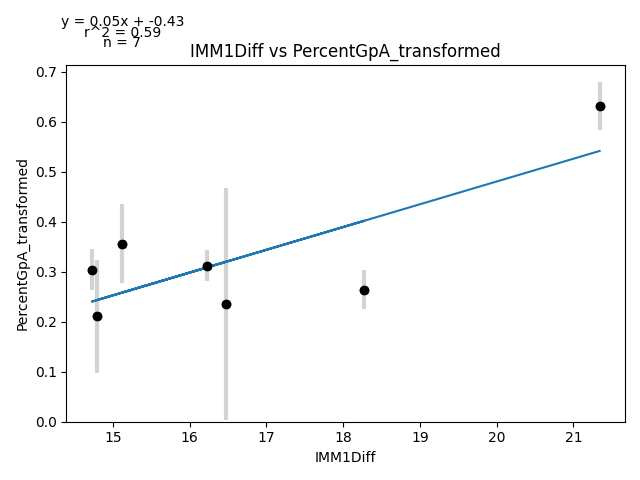 y = 0.05x + -0.43
r^2 = 0.59
n = 7
IMM1Diff vs PercentGpA_transformed
0.7
0.6
0.5
0.4
0.3
0.2
0.1
0.0
PercentGpA_transformed
15 16 17 18 19 20 21
IMM1Diff